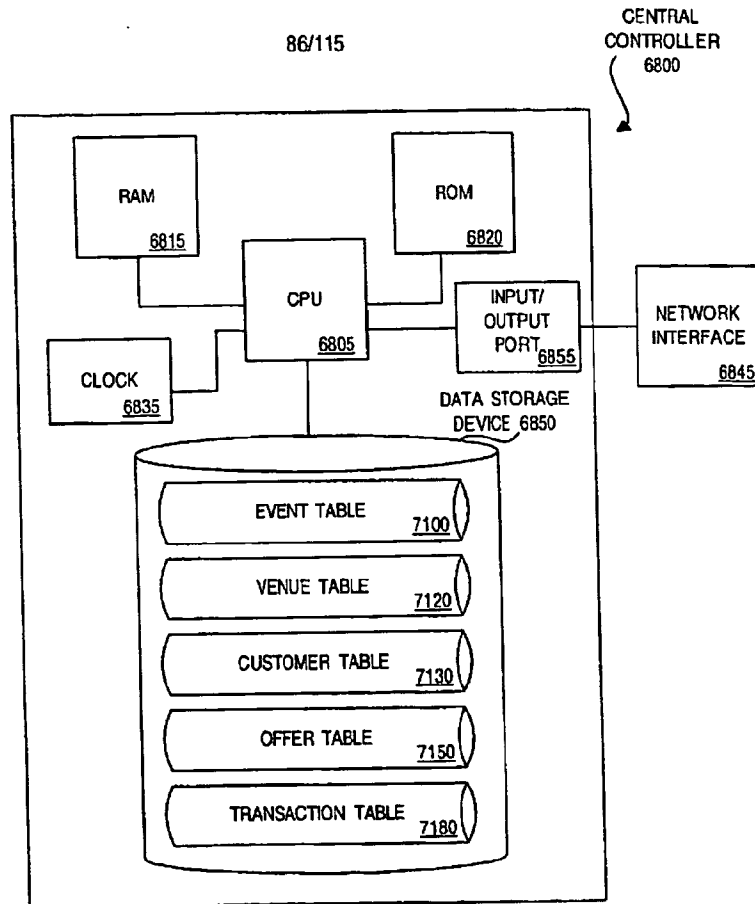 86/115
CENTRAL
CONTROLLER
6800
RAM
6815
ROM
6820
CPU
6805
INPUT/
OUTPUT
PORT
6855
NETWORK
INTERFACE
6845
CLOCK
6835
DATA STORAGE
DEVICE 6850
EVENT TABLE
7100
VENUE TABLE
7120
CUSTOMER TABLE
7130
OFFER TABLE
7150
TRANSACTION TABLE
7180